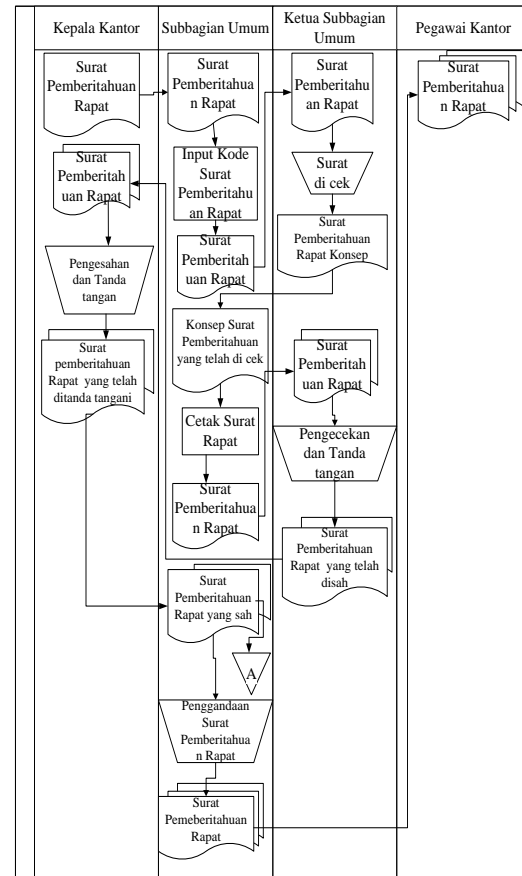 Kepala Kantor
Subbagian Umum
Ketua Subbagian
Umum
Pegawai Kantor
Surat
Pemberitahuan
Rapat
Surat
Pemberitahua
n Rapat
Surat
Pemberitahu
an Rapat
Surat
Pemberitahua
n Rapat
Surat
Pemberitah
uan Rapat
Input Kode
Surat
Pemberitahu
an Rapat
Surat
di cek
Surat
Pemberitahuan
Rapat Konsep
Surat
Pemberitah
uan Rapat
Pengesahan
dan Tanda
tangan
Konsep Surat
Pemberitahuan
yang telah di cek
Surat
Pemberitah
uan Rapat
Surat
pemberitahuan
Rapat yang telah
ditanda tangani
Cetak Surat
Rapat
Pengecekan
dan Tanda
tangan
Surat
Pemberitahua
n Rapat
Surat
Pemberitahuan
Rapat yang telah
disah
Surat
Pemberitahuan
Rapat yang sah
A
Penggandaan
Surat
Pemberitahua
n Rapat
Surat
Pemeberitahuan
Rapat